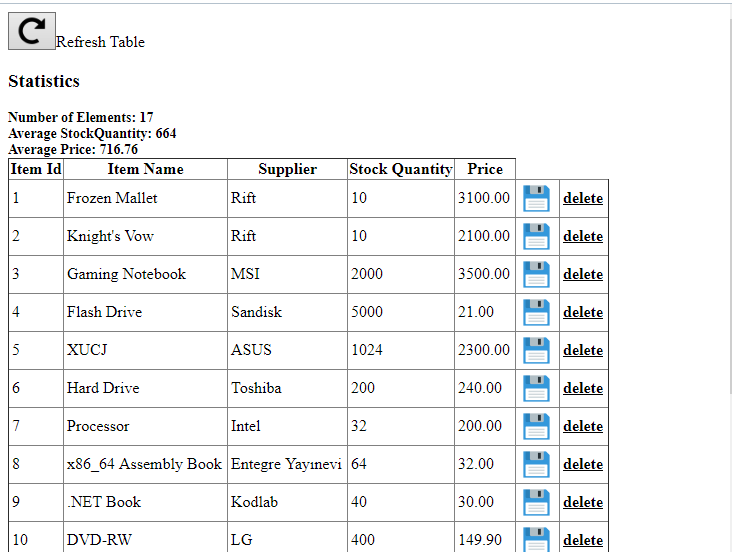 Refresh Table
Statistics
Number of Elements: 17
Average StockQuantity: 664
Average Price: 716.76
Item Id Item Name Supplier Stock Quantity Price
1 Frozen Mallet Rift 10 3100.00 delete
2 Knight's Vow Rift 10 2100.00 delete
3 Gaming Notebook MSI 2000 3500.00 delete
4 Flash Drive Sandisk 5000 21.00 delete
5 XUCJ ASUS 1024 2300.00 delete
6 Hard Drive Toshiba 200 240.00 delete
7 Processor Intel 32 200.00 delete
8 x86_64 Assembly Book Entegre Yayınevi 64 32.00 delete
9 .NET Book Kodlab 40 30.00 delete
10 DVD-RW LG 400 149.90 delete